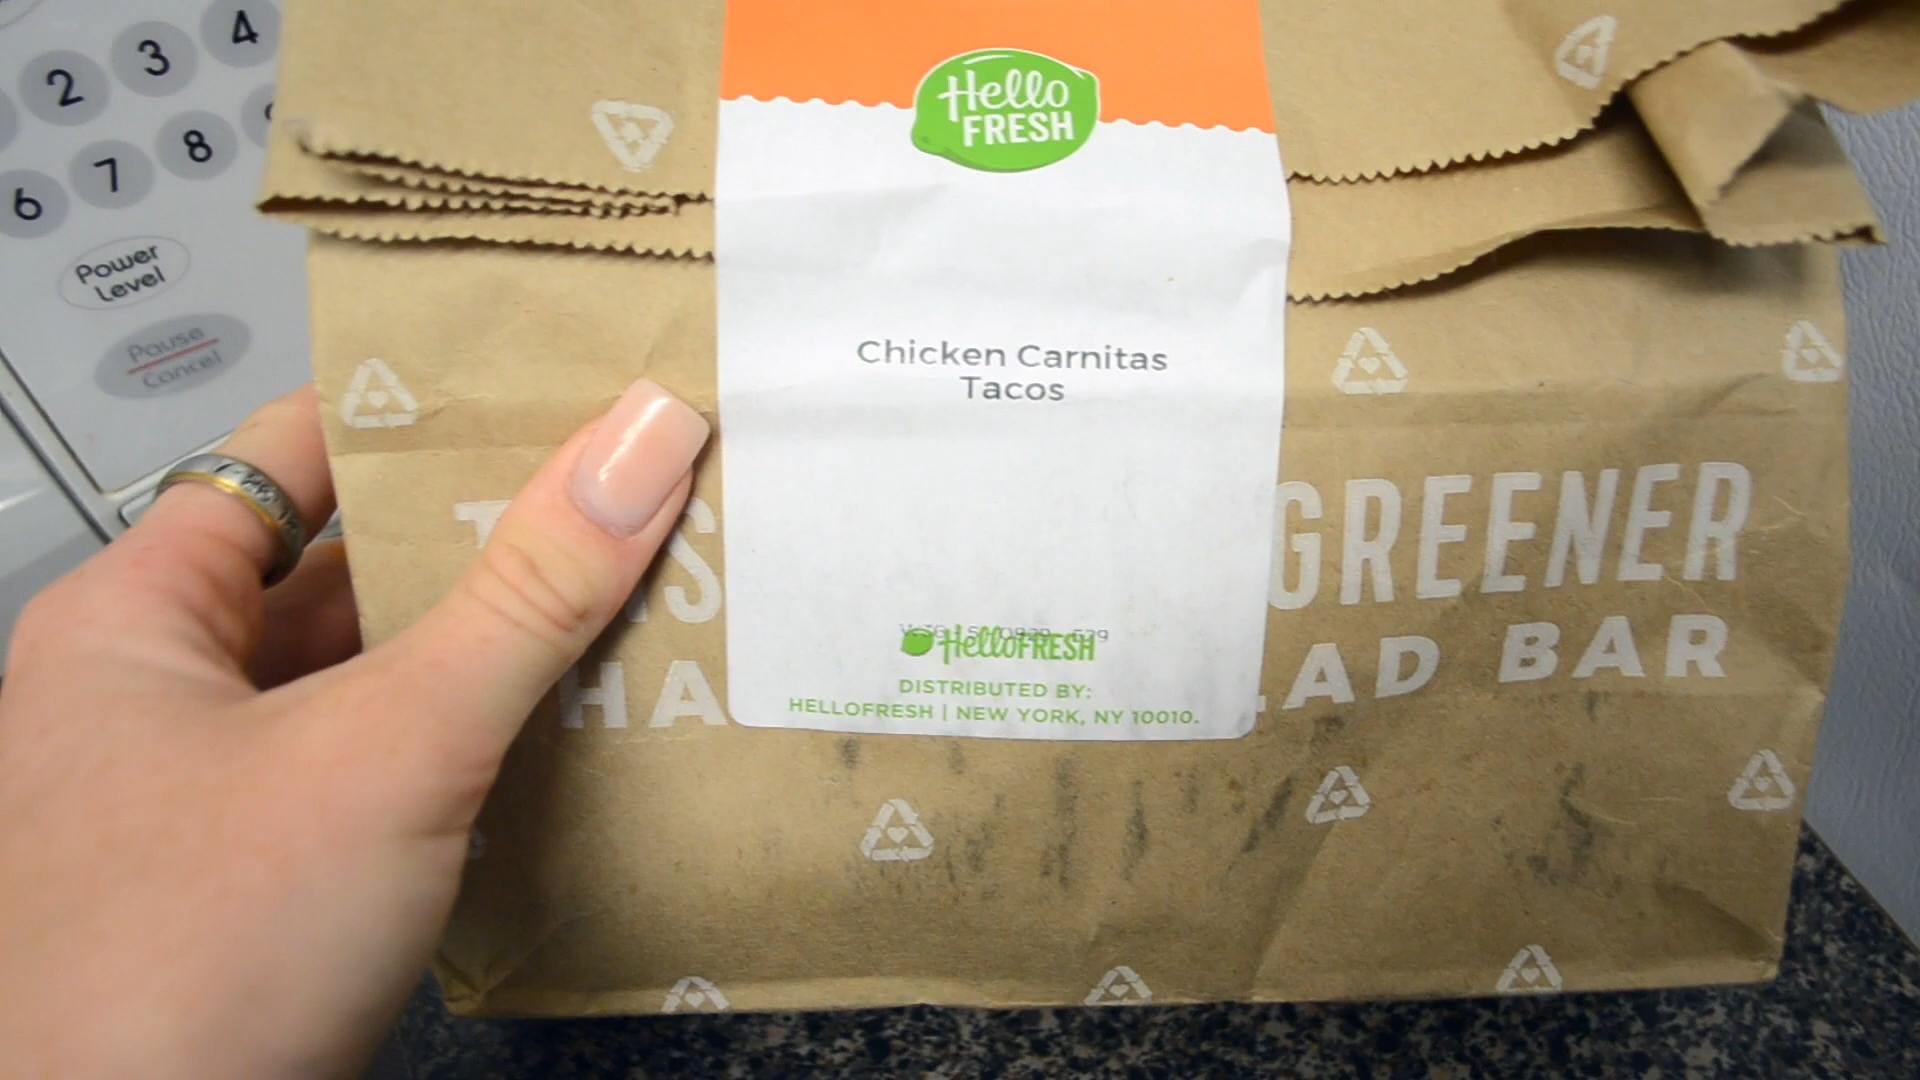 2 3 4
6 7 8
Power
Level
Pause
Cancel
Hello
FRESH
Chicken Carnitas
Tacos
GREENER
BAR
HelloFRESH
DISTRIBUTED BY:
HELLOFRESH | NEW YORK, NY 10010.